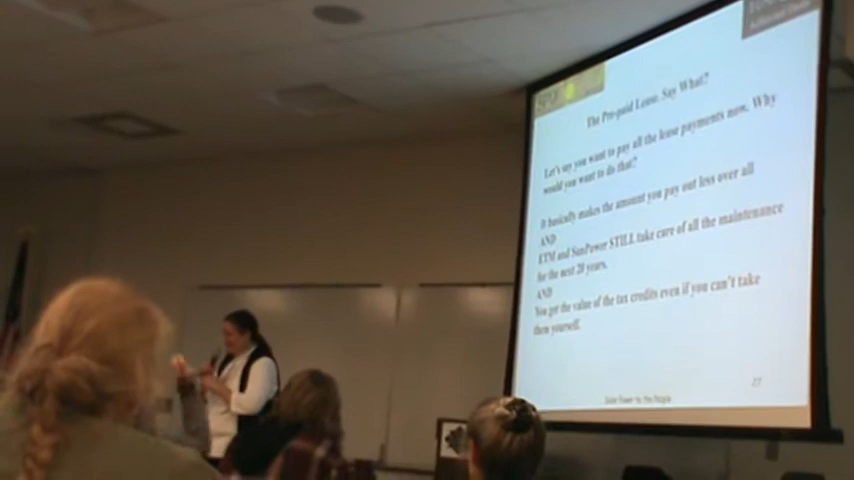 The Pre-paid Lease. Say What?
Let's say you want to pay all the lease payments now. Why
would you want to do that?
It basically makes the amount you pay out less over all
AND
ETM and SunPower STILL take care of all the maintenance
for the next 20 years.
AND
You get the value of the tax credits even if you can't take
them yourself.
27
Solar Power for the People